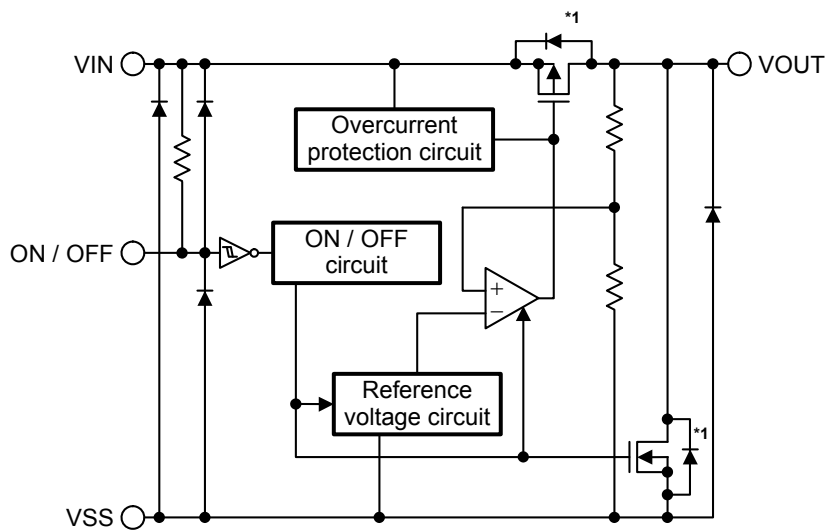 *1
VIN
VOUT
Overcurrent
protection circuit
ON / OFF
ON / OFF
circuit
+
−
Reference
voltage circuit
*1
VSS